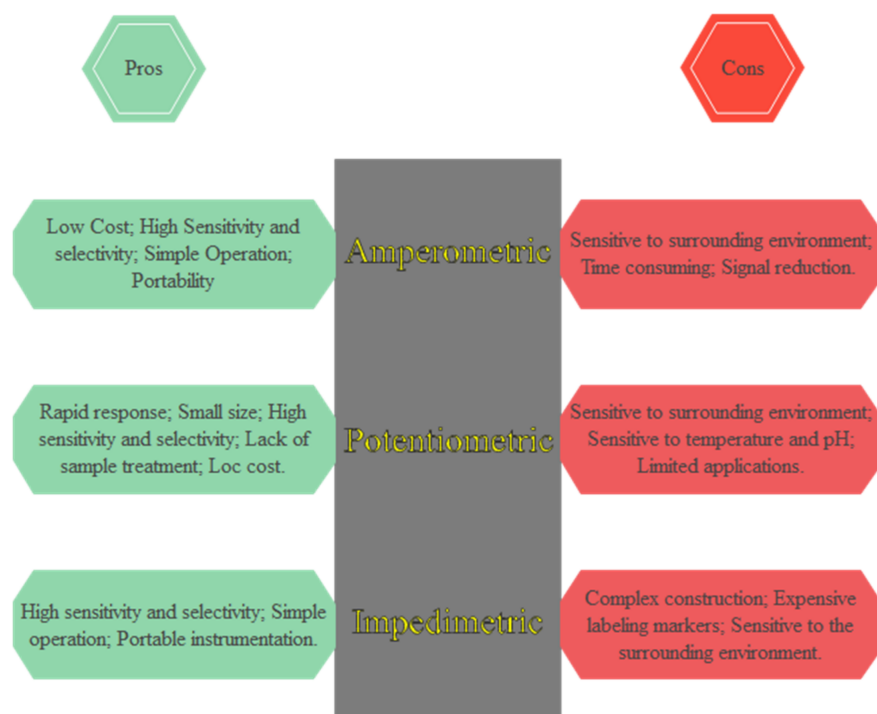 Pros
Cons
Low Cost; High Sensitivity and
selectivity; Simple Operation;
Portability
Amperometric
Sensitive to surrounding environment;
Time consuming; Signal reduction.
Rapid response; Small size; High
sensitivity and selectivity; Lack of
sample treatment; Loc cost.
Potentiometric
Sensitive to surrounding environment;
Sensitive to temperature and pH;
Limited applications.
High sensitivity and selectivity; Simple
operation; Portable instrumentation.
Impedimetric
Complex construction; Expensive
labeling markers; Sensitive to the
surrounding environment.